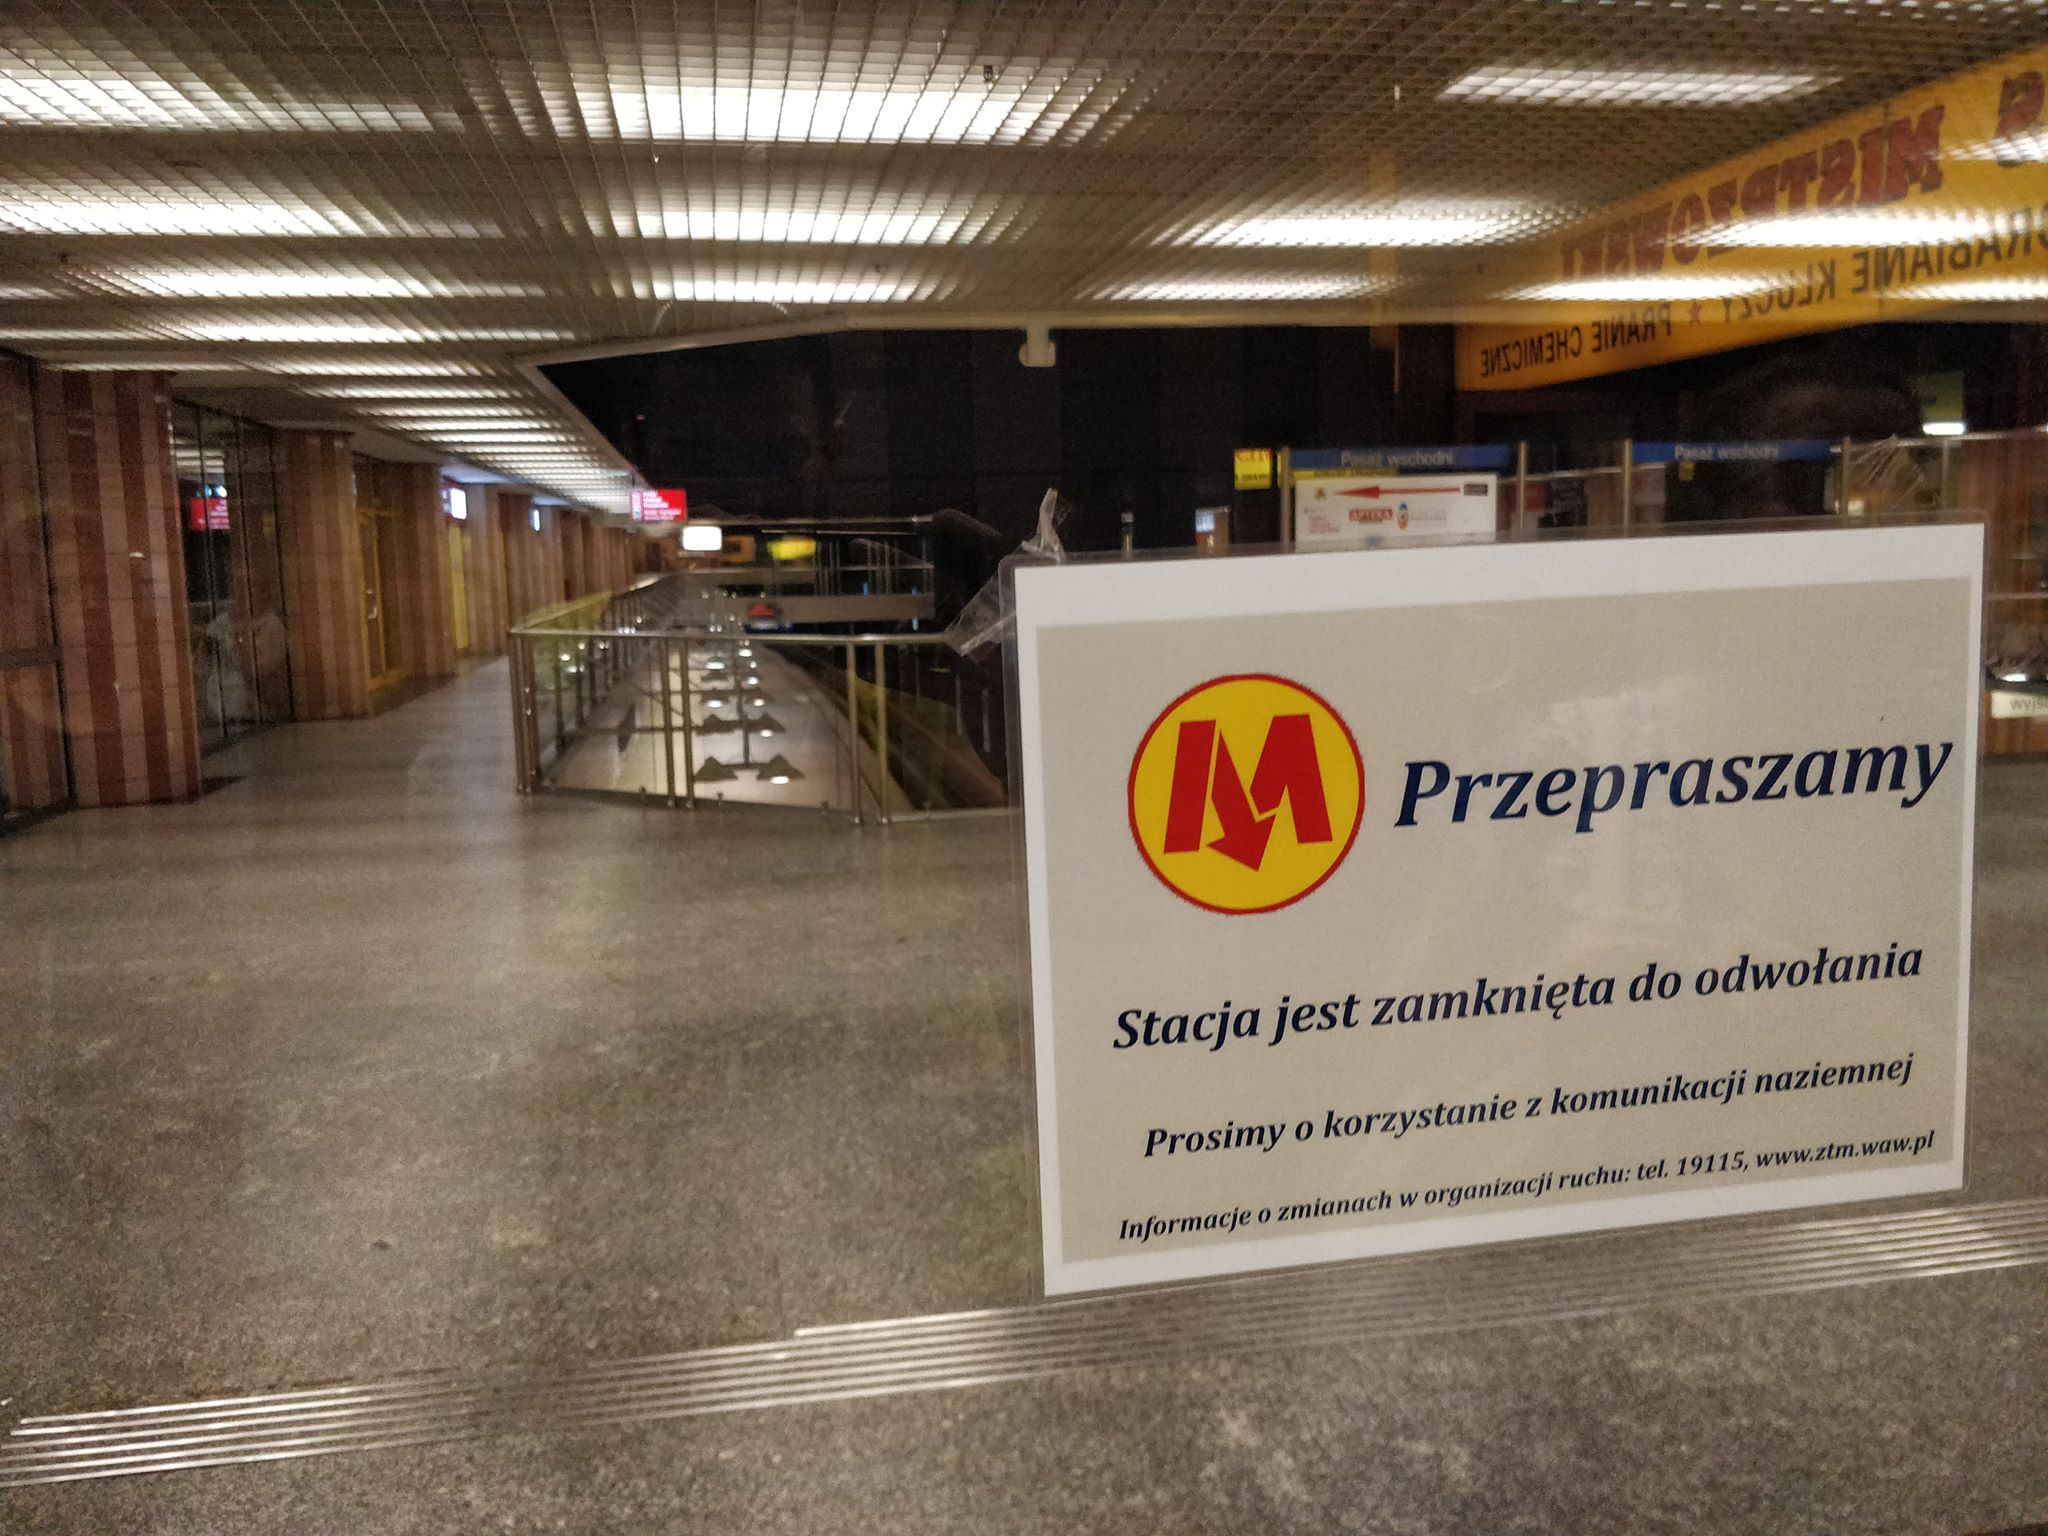 MISTRZOWSKI
RABIANIE KLUCZY ★ PRANIE CHEMICZNE
Pasaż wschodni
Pasaż wschodni
APTEKA
M
Przepraszamy
Stacja jest zamknięta do odwołania
Prosimy o korzystanie z komunikacji naziemnej
Informacje o zmianach w organizacji ruchu: tel. 19115, www.ztm.waw.pl